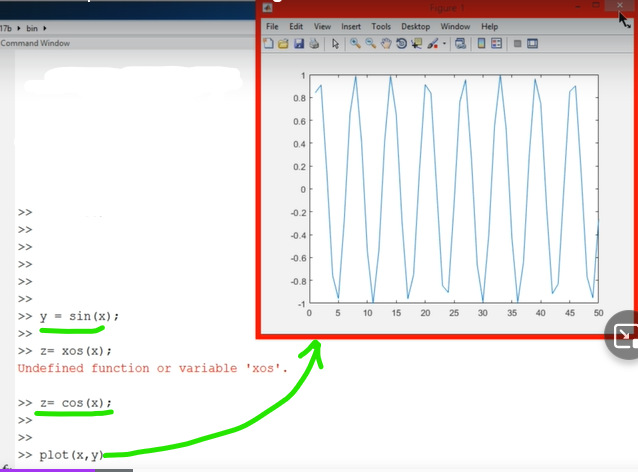 Figure 1
17b ▸ bin ▸
Command Window
File Edit View Insert Tools Desktop Window Help
1
0.8
0.6
0.4
0.2
0
-0.2
-0.4
-0.6
-0.8
-1
0 5 10 15 20 25 30 35 40 45 50
>>
>>
>>
>>
>>
>>
>> y = sin(x);
>>
>> z= xos(x);
Undefined function or variable 'xos'.
>> z= cos(x);
>>
>>
>> plot(x,y)